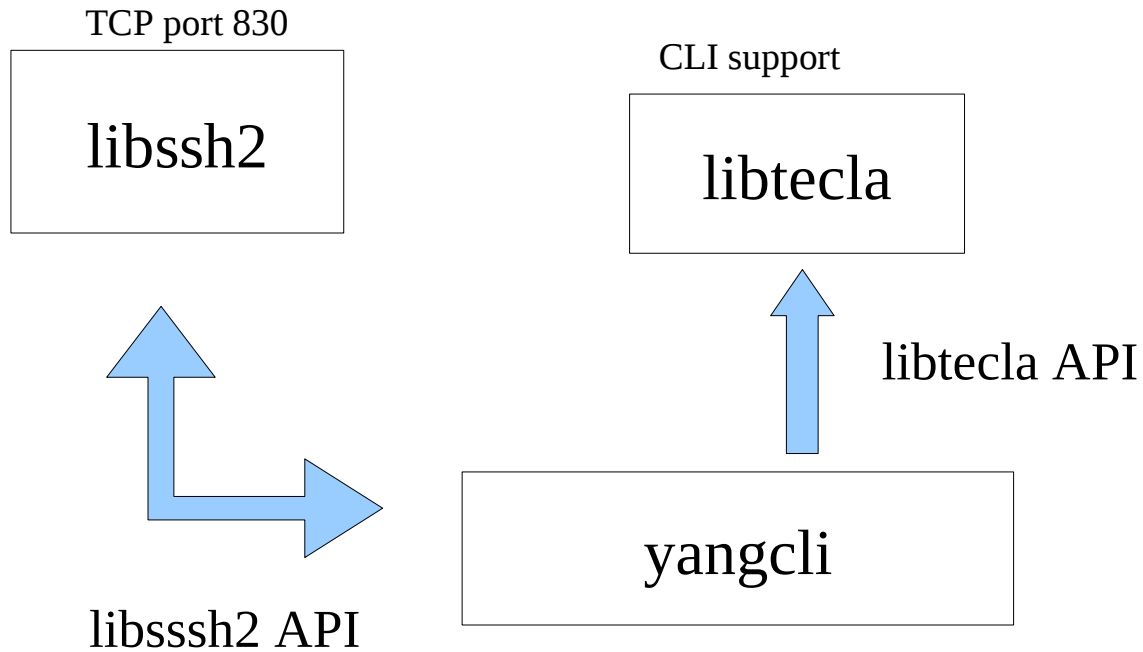 TCP port 830
CLI support
libssh2
libtecla
libtecla API
yangcli
libsssh2 API